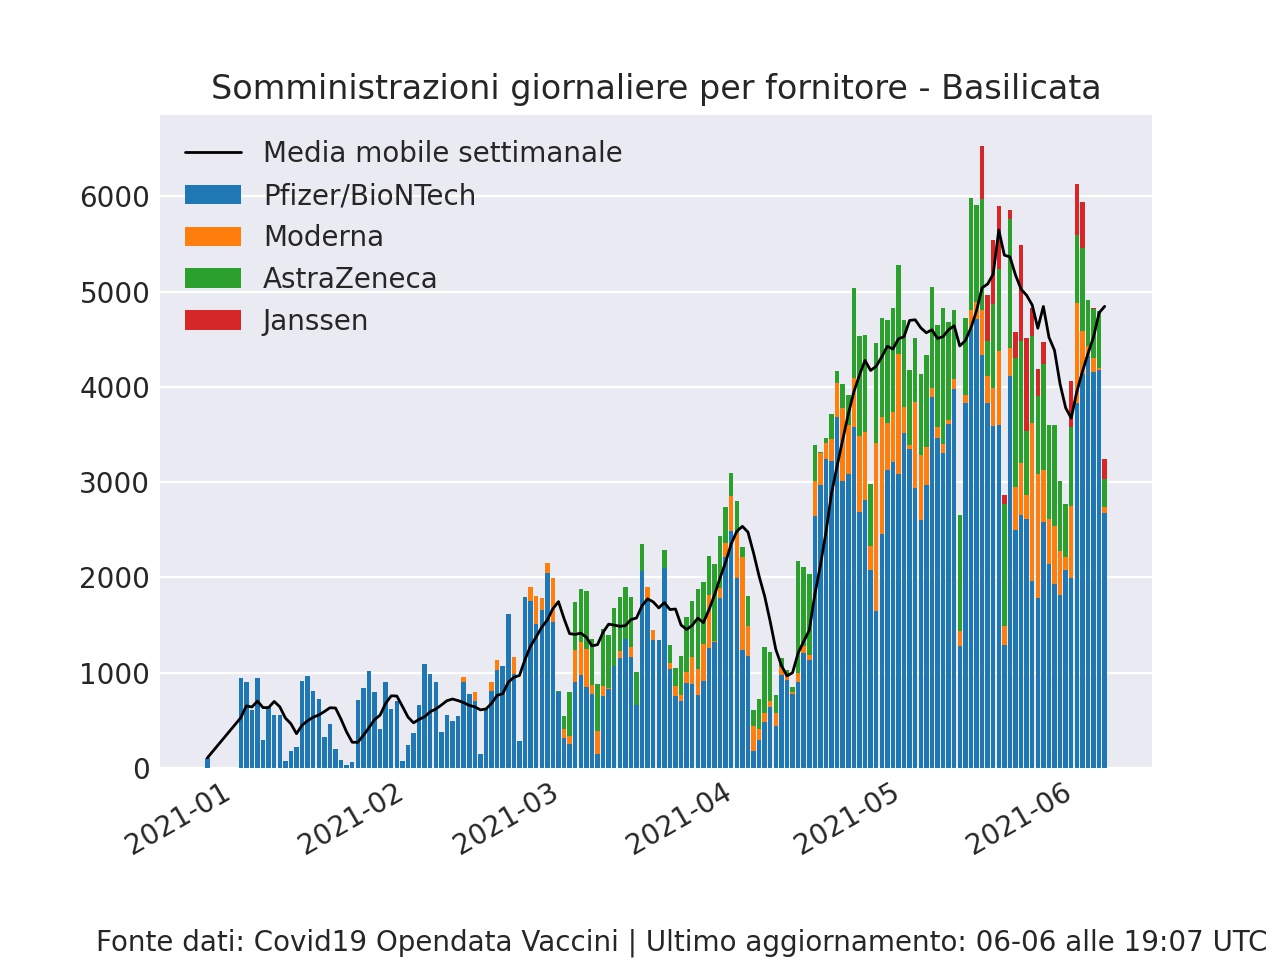 Somministrazioni giornaliere per fornitore - Basilicata
Media mobile settimanale
Pfizer/BioNTech
Moderna
AstraZeneca
Janssen
6000
5000
4000
3000
2000
1000
0
2021-01
2021-02
2021-03
2021-04
2021-05
2021-06
Fonte dati: Covid19 Opendata Vaccini | Ultimo aggiornamento: 06-06 alle 19:07 UTC